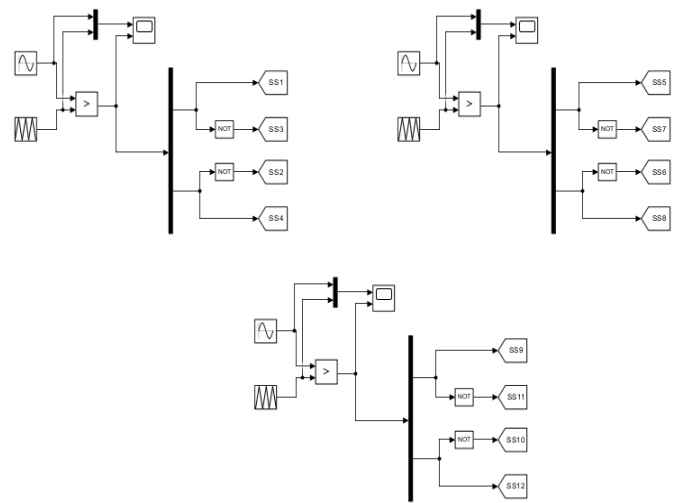 SS1
>
NOT
SS3
NOT
SS2
SS4
SS5
>
NOT
SS7
NOT
SS6
SS8
SS9
>
NOT
SS11
NOT
SS10
SS12